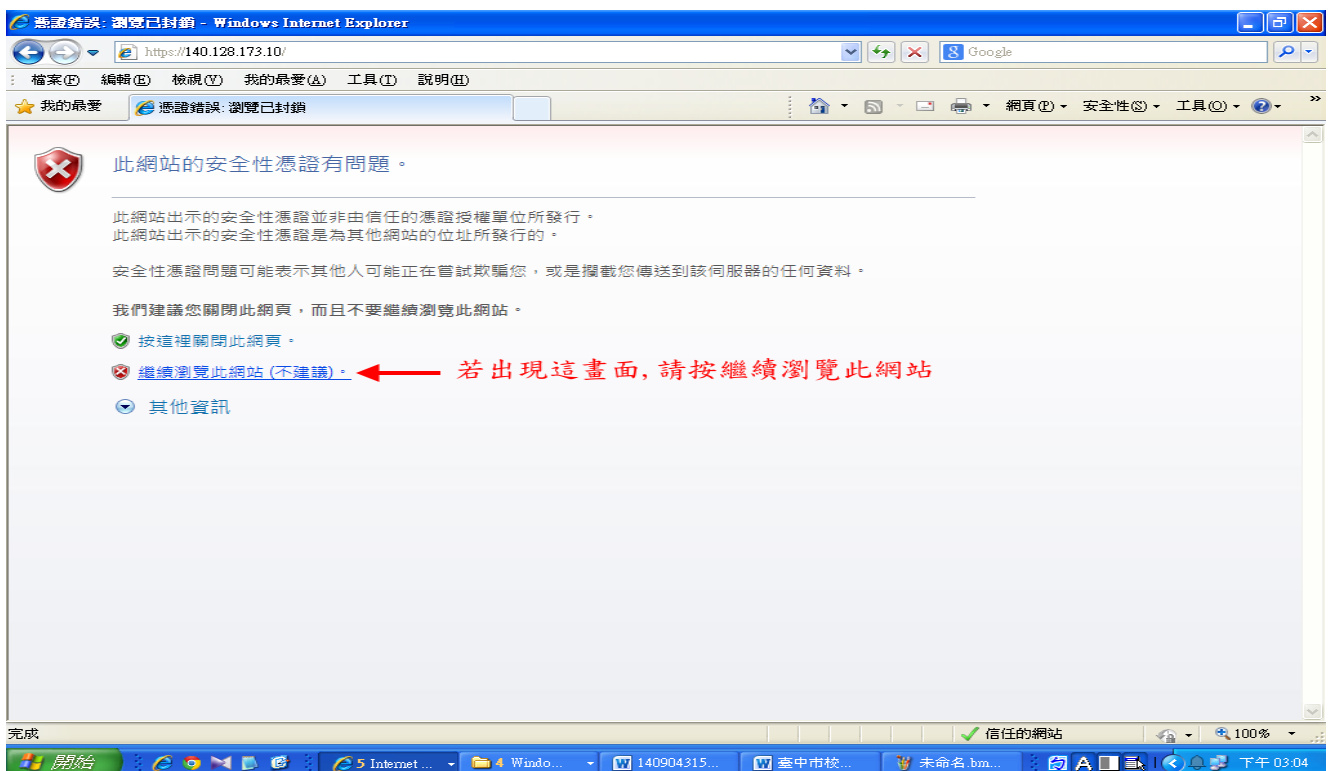 憑證錯誤: 瀏覽已封鎖 - Windows Internet Explorer
https://140.128.173.10/
Google
檔案(F) 編輯(E) 檢視(V) 我的最愛(A) 工具(T) 說明(H)
我的最愛 憑證錯誤: 瀏覽已封鎖 網頁(P) 安全性(S) 工具(O) »
此網站的安全性憑證有問題。
此網站出示的安全性憑證並非由信任的憑證授權單位所發行。
此網站出示的安全性憑證是為其他網站的位址所發行的。
安全性憑證問題可能表示其他人可能正在嘗試欺騙您，或是攔截您傳送到該伺服器的任何資料。
我們建議您關閉此網頁，而且不要繼續瀏覽此網站。
按這裡關閉此網頁。
繼續瀏覽此網站 (不建議)。 若出現這畫面, 請按繼續瀏覽此網站
其他資訊
完成 信任的網站 100%
開始 5 Internet ... 4 Windo... 140904315... 臺中市校... 未命名.bm... A 下午 03:04